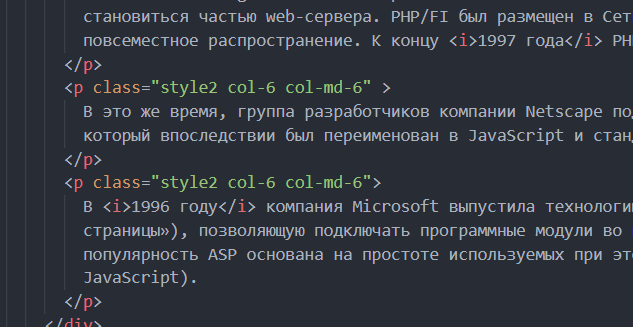 становиться частью web-сервера. PHP/FI был размещен в Сет
повсеместное распространение. К концу <i>1997 года</i> PH
</p>
<p class="style2 col-6 col-md-6" >
В это же время, группа разработчиков компании Netscape по
который впоследствии был переименован в JavaScript и стан
</p>
<p class="style2 col-6 col-md-6">
В <i>1996 году</i> компания Microsoft выпустила технологи
страницы»), позволяющую подключать программные модули во
популярность ASP основана на простоте используемых при эт
JavaScript).
</p>
</div>